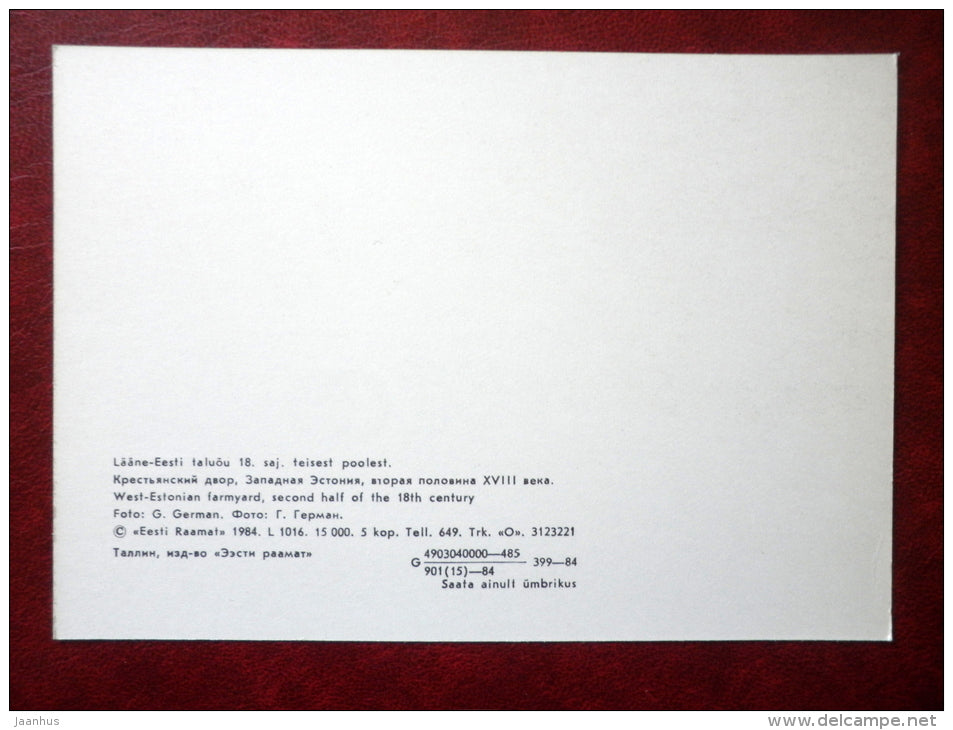 Lääne-Eesti taluõu 18. saj. teisest poolest.
Крестьянский двор, Западная Эстония, вторая половина XVIII века.
West-Estonian farmyard, second half of the 18th century
Foto: G. German. Фото: Г. Герман.
© «Eesti Raamat» 1984. L 1016. 15 000. 5 kop. Tell. 649. Trk. «O». 3123221
Таллин, изд-во «Ээсти раамат»
G 4903040000—485
901(15)—84
399—84
Saata ainult ümbrikus
jaanhus
www.delcampe.net